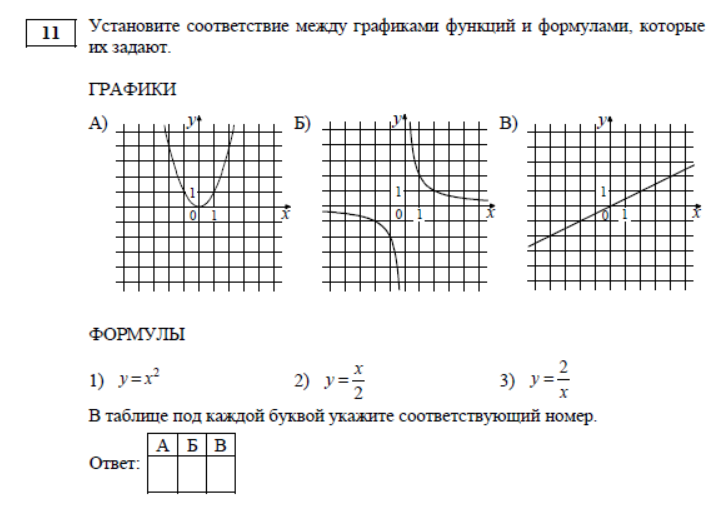 11 Установите соответствие между графиками функций и формулами, которые
их задают.
ГРАФИКИ
А) y 1 0 1 x Б) y 1 0 1 x В) y 1 0 1 x
ФОРМУЛЫ
1) y = x² 2) y = x/2 3) y = 2/x
В таблице под каждой буквой укажите соответствующий номер.
А Б В
Ответ: